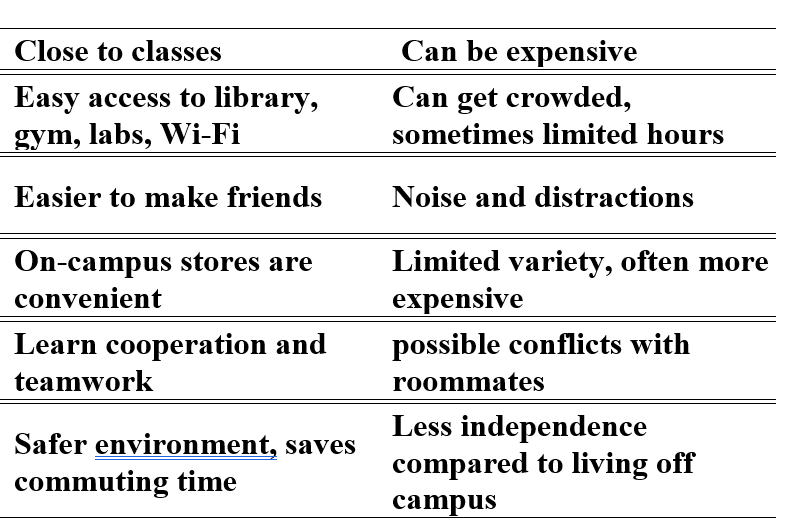 Close to classes
Can be expensive
Easy access to library,
gym, labs, Wi-Fi
Can get crowded,
sometimes limited hours
Easier to make friends
Noise and distractions
On-campus stores are
convenient
Limited variety, often more
expensive
Learn cooperation and
teamwork
possible conflicts with
roommates
Safer environment, saves
commuting time
Less independence
compared to living off
campus